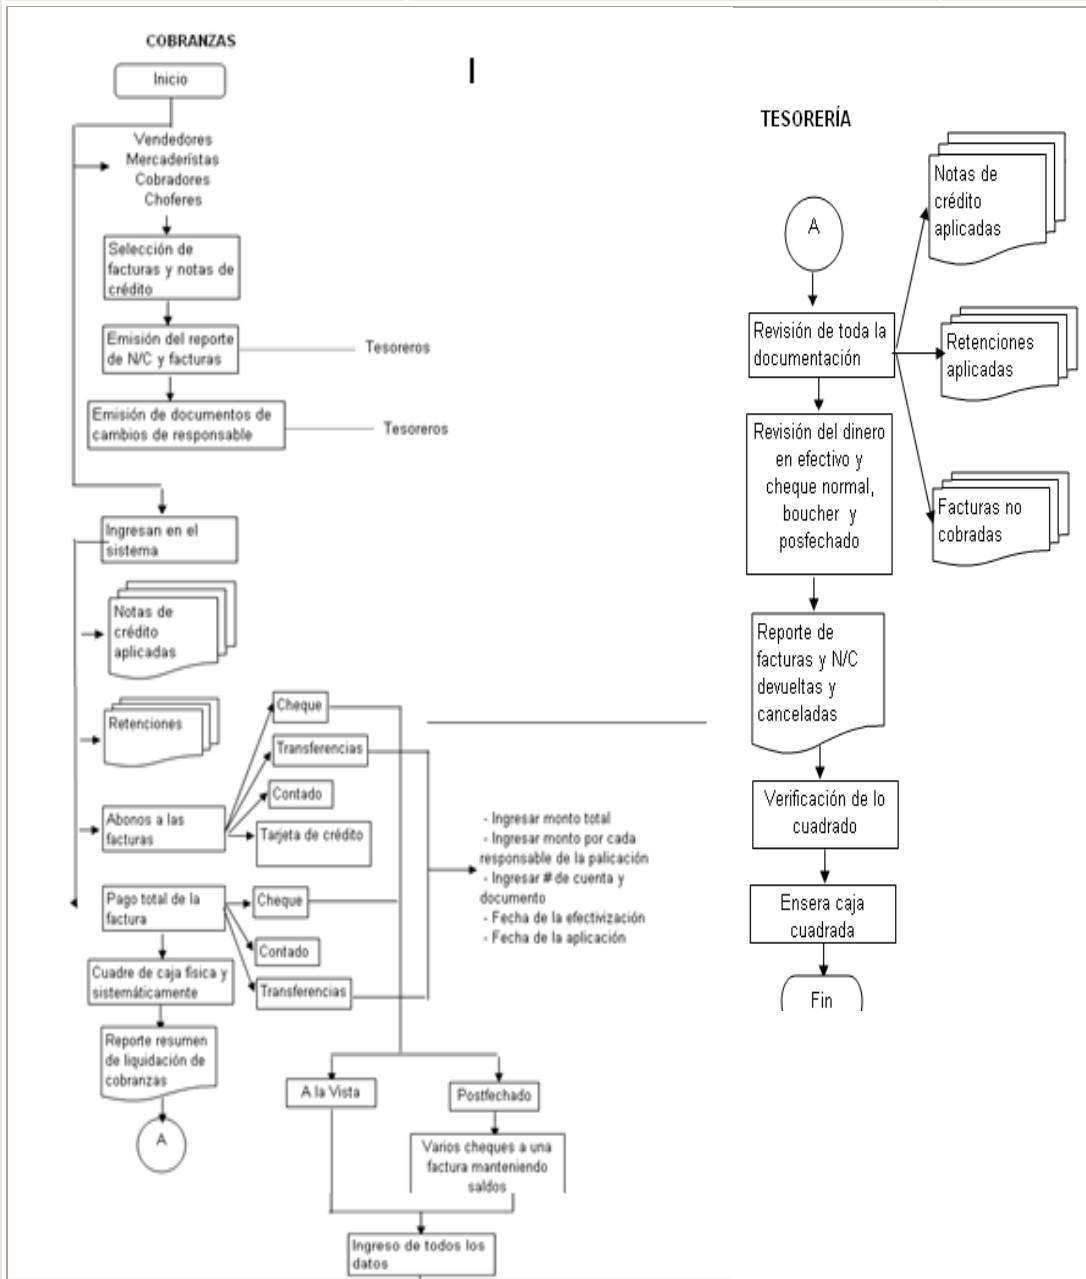 COBRANZAS
Inicio
Vendedores
Mercaderístas
Cobradores
Choferes
Selección de
facturas y notas de
crédito
Emisión del reporte
de N/C y facturas
Tesoreros
Emisión de documentos de
cambios de responsable
Tesoreros
Ingresan en el
sistema
Notas de
crédito
aplicadas
Retenciones
Abonos a las
facturas
Cheque
Transferencias
Contado
Tarjeta de crédito
Pago total de la
factura
Cheque
Contado
Transferencias
- Ingresar monto total
- Ingresar monto por cada
responsable de la palicación
- Ingresar # de cuenta y
documento
- Fecha de la efectivización
- Fecha de la aplicación
Cuadre de caja física y
sistemáticamente
Reporte resumen
de liquidación de
cobranzas
A
A la Vista
Postfechado
Varios cheques a una
factura manteniendo
saldos
Ingreso de todos los
datos
I
TESORERÍA
A
Revisión de toda la
documentación
Notas de
crédito
aplicadas
Retenciones
aplicadas
Facturas no
cobradas
Revisión del dinero
en efectivo y
cheque normal,
boucher y
posfechado
Reporte de
facturas y N/C
devueltas y
canceladas
Verificación de lo
cuadrado
Ensera caja
cuadrada
Fin